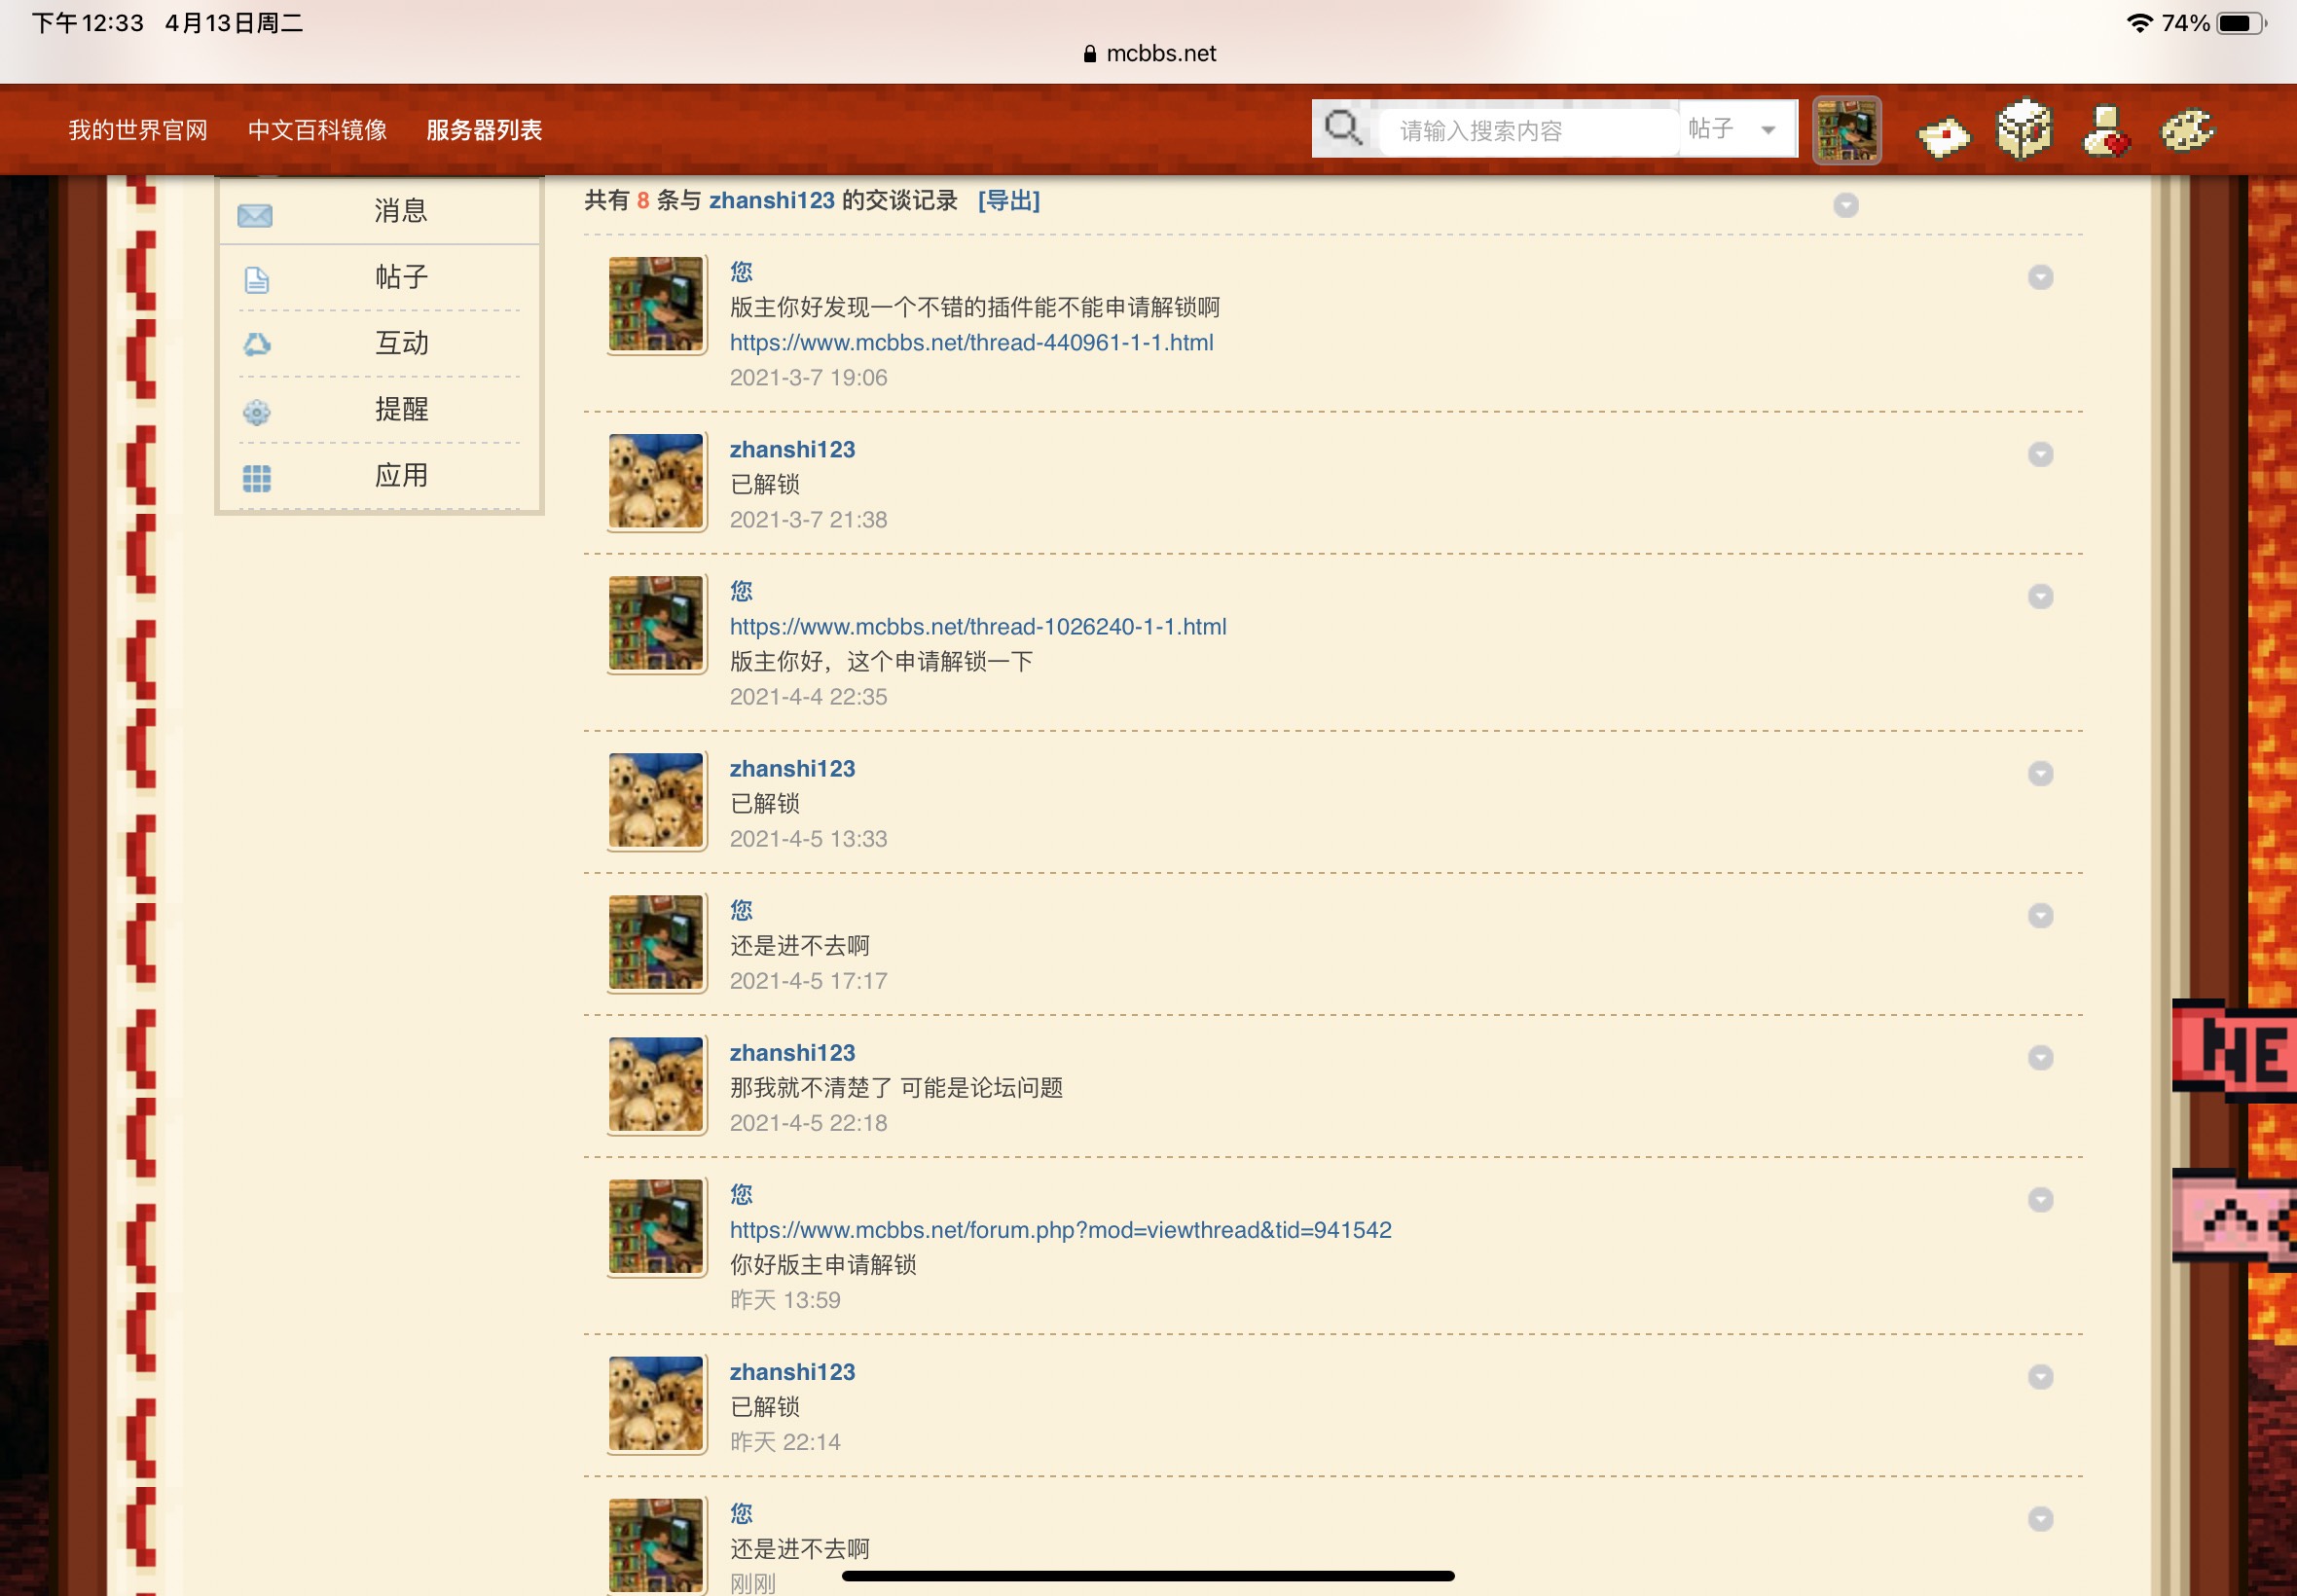 下午12:33 4月13日周二
74%
mcbbs.net
我的世界官网 中文百科镜像 服务器列表
请输入搜索内容 帖子
消息
帖子
互动
提醒
应用
共有 8 条与 zhanshi123 的交谈记录 [导出]
您
版主你好发现一个不错的插件能不能申请解锁啊
https://www.mcbbs.net/thread-440961-1-1.html
2021-3-7 19:06
zhanshi123
已解锁
2021-3-7 21:38
您
https://www.mcbbs.net/thread-1026240-1-1.html
版主你好，这个申请解锁一下
2021-4-4 22:35
zhanshi123
已解锁
2021-4-5 13:33
您
还是进不去啊
2021-4-5 17:17
zhanshi123
那我就不清楚了 可能是论坛问题
2021-4-5 22:18
您
https://www.mcbbs.net/forum.php?mod=viewthread&tid=941542
你好版主申请解锁
昨天 13:59
zhanshi123
已解锁
昨天 22:14
您
还是进不去啊
刚刚
NE